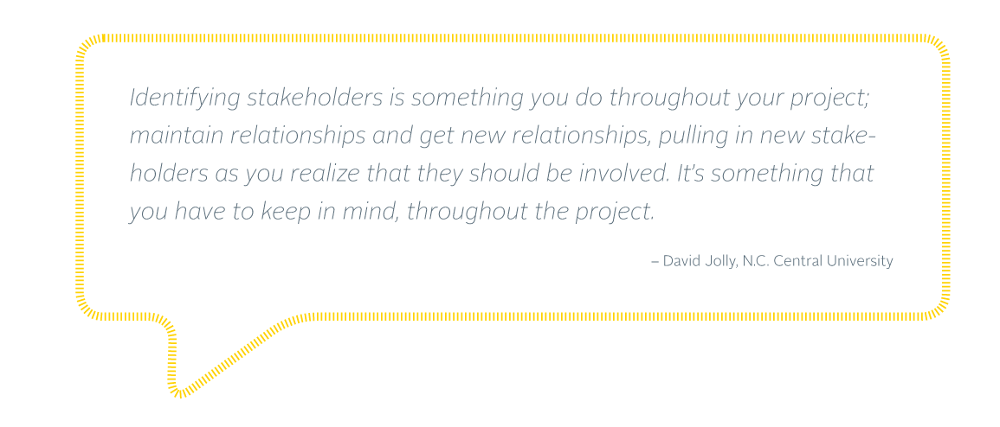 Identifying stakeholders is something you do throughout your project;
maintain relationships and get new relationships, pulling in new stake-
holders as you realize that they should be involved. It’s something that
you have to keep in mind, throughout the project.
– David Jolly, N.C. Central University